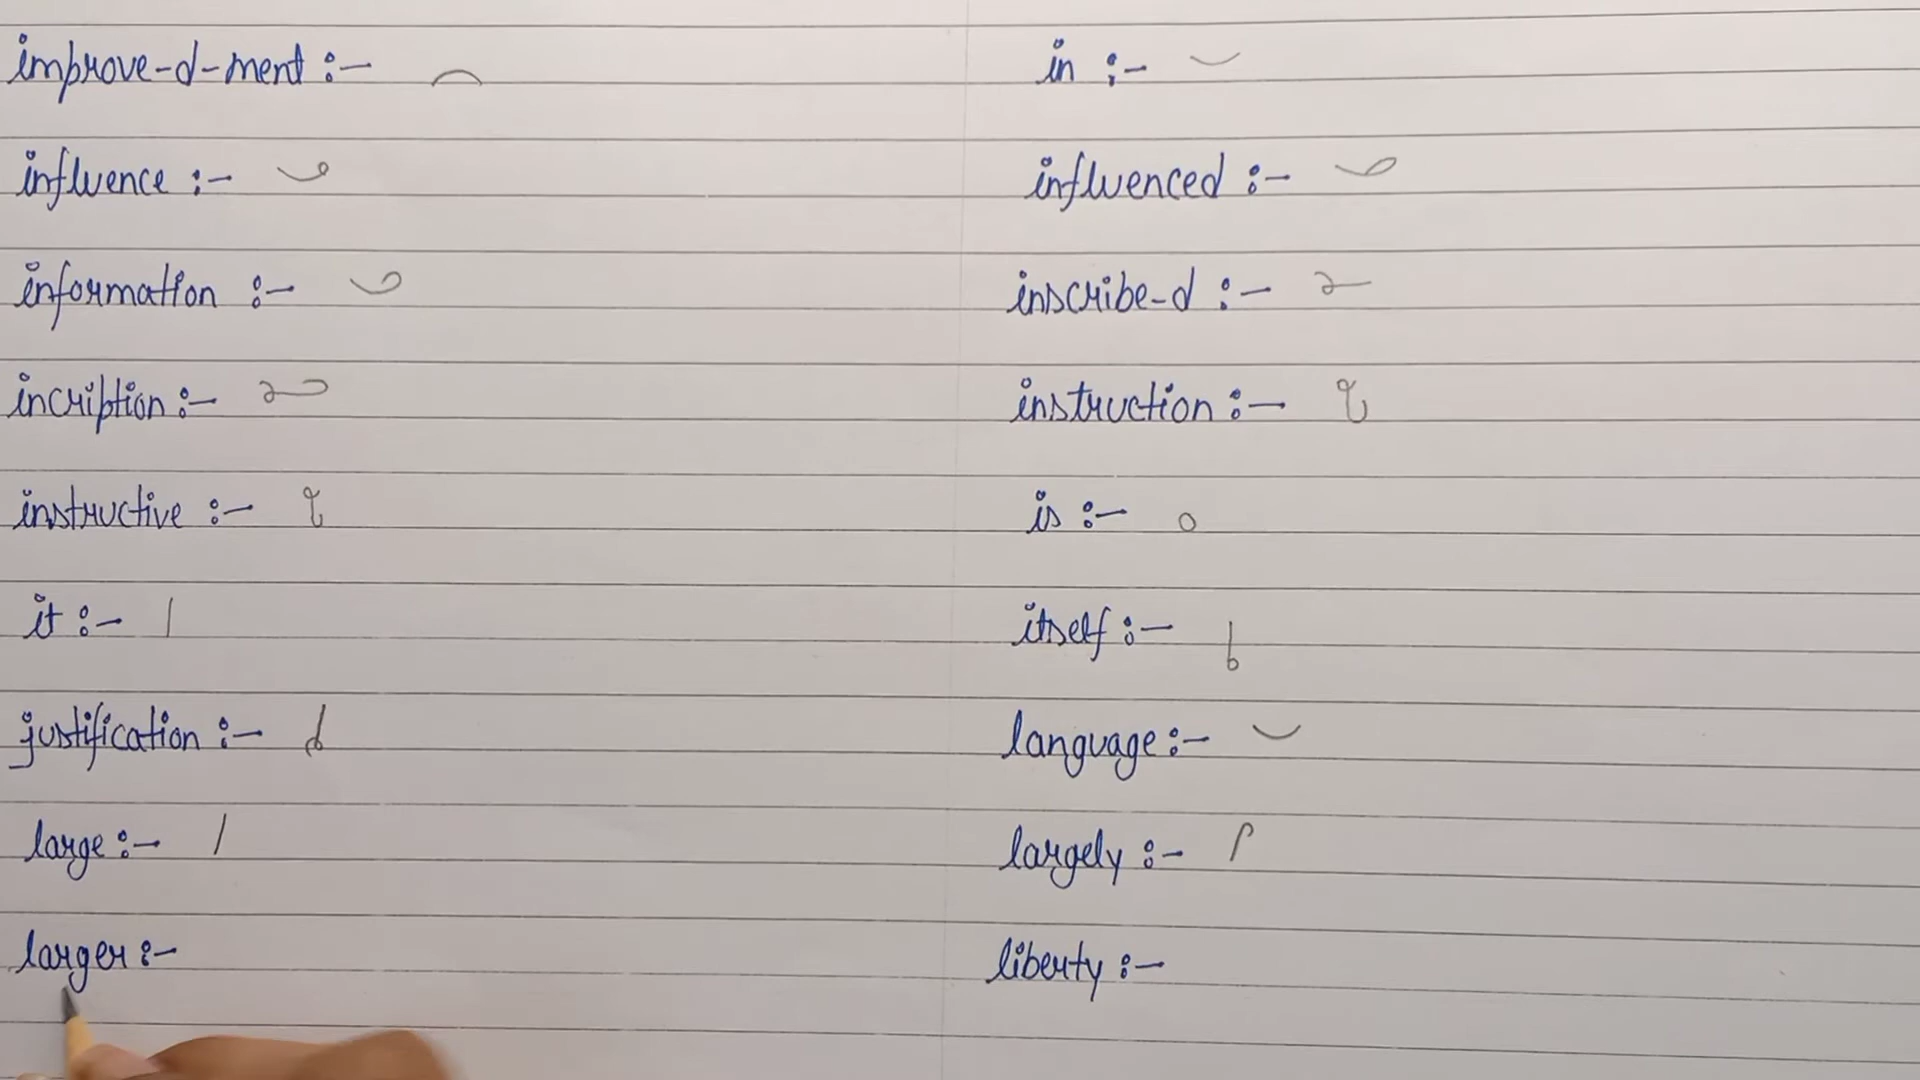 improve-d-ment :-
in :-
influence :-
influenced :-
information :-
inscribe-d :-
incription :-
instruction :-
instructive :-
is :-
it :-
itself :-
justification :-
language :-
large :-
largely :-
larger :-
liberty :-